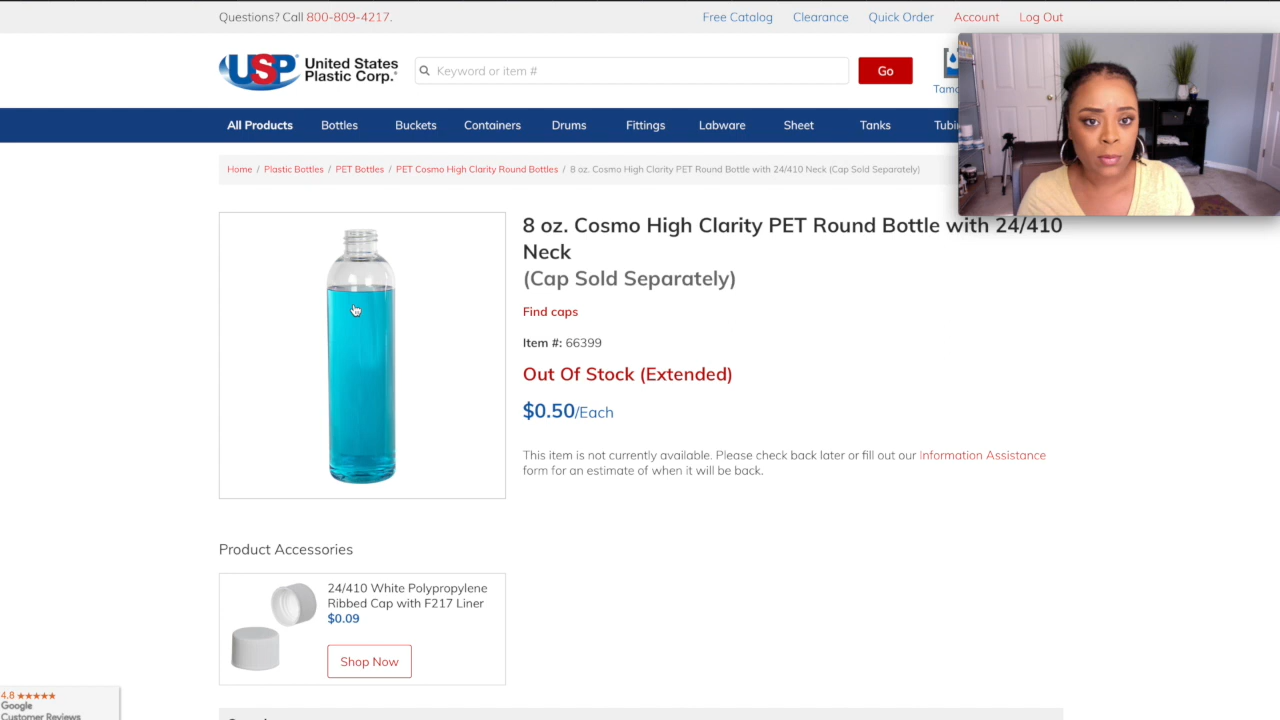 Questions? Call 800-809-4217.
Free Catalog
Clearance
Quick Order
Account
Log Out
USP
United States
Plastic Corp.
Keyword or item #
Go
All Products
Bottles
Buckets
Containers
Drums
Fittings
Labware
Sheet
Tanks
Home / Plastic Bottles / PET Bottles / PET Cosmo High Clarity Round Bottles / 8 oz. Cosmo High Clarity PET Round Bottle with 24/410 Neck (Cap Sold Separately)
8 oz. Cosmo High Clarity PET Round Bottle with 24/410
Neck
(Cap Sold Separately)
Find caps
Item #: 66399
Out Of Stock (Extended)
$0.50/Each
This item is not currently available. Please check back later or fill out our Information Assistance
form for an estimate of when it will be back.
Product Accessories
24/410 White Polypropylene
Ribbed Cap with F217 Liner
$0.09
Shop Now
4.8
Google
Customer Reviews